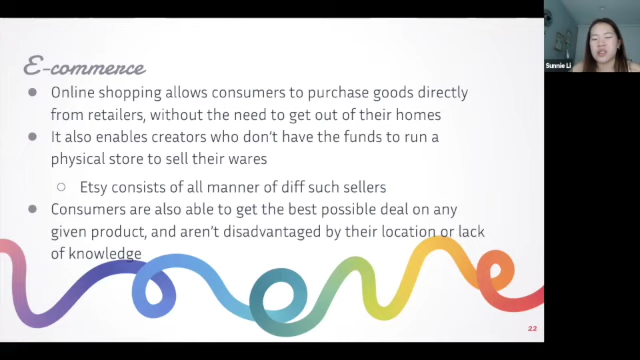 E-commerce
● Online shopping allows consumers to purchase goods directly
from retailers, without the need to get out of their homes
● It also enables creators who don't have the funds to run a
physical store to sell their wares
○ Etsy consists of all manner of diff such sellers
● Consumers are also able to get the best possible deal on any
given product, and aren't disadvantaged by their location or lack
of knowledge
22
Sunnie Li